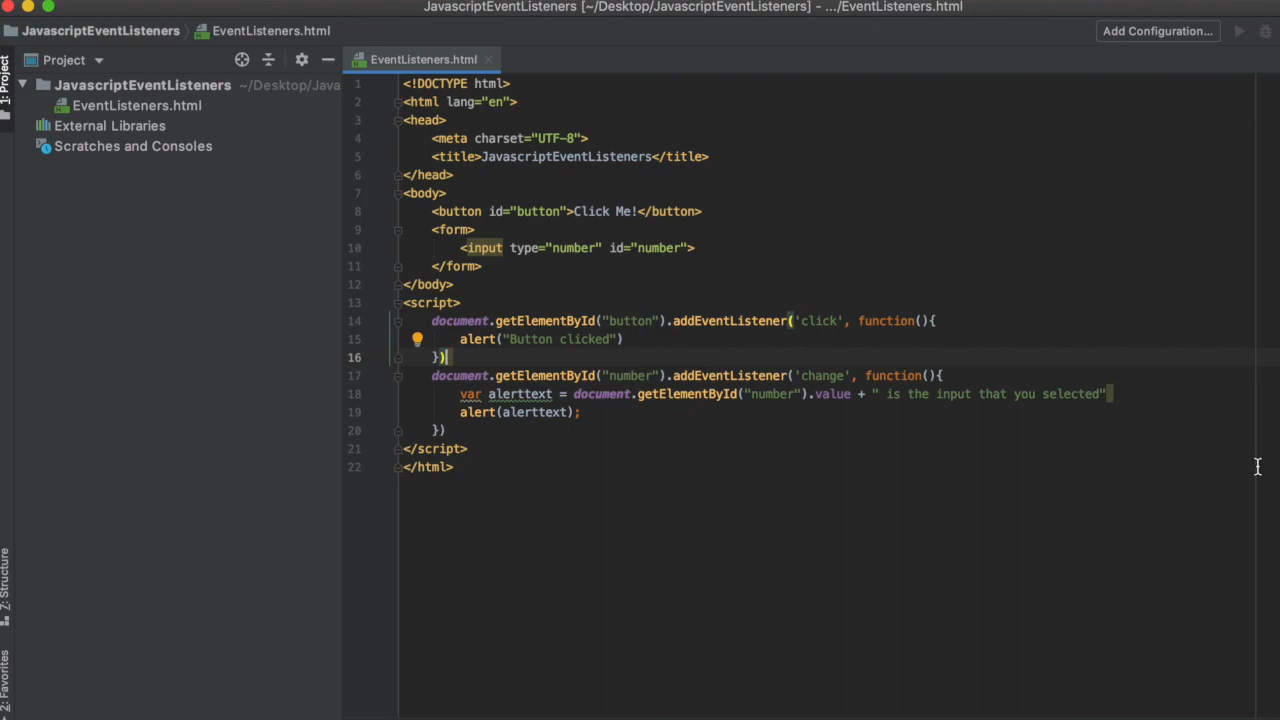 JavascriptEventListeners [~/Desktop/JavascriptEventListeners] – .../EventListeners.html
JavascriptEventListeners
EventListeners.html
Add Configuration...
1: Project
Project
EventListeners.html
JavascriptEventListeners ~/Desktop/Java
EventListeners.html
External Libraries
Scratches and Consoles
1 <!DOCTYPE html>
2 <html lang="en">
3 <head>
4 <meta charset="UTF-8">
5 <title>JavascriptEventListeners</title>
6 </head>
7 <body>
8 <button id="button">Click Me!</button>
9 <form>
10 <input type="number" id="number">
11 </form>
12 </body>
13 <script>
14 document.getElementById("button").addEventListener('click', function(){
15 alert("Button clicked")
16 })
17 document.getElementById("number").addEventListener('change', function(){
18 var alerttext = document.getElementById("number").value + " is the input that you selected"
19 alert(alerttext);
20 })
21 </script>
22 </html>
7: Structure
2: Favorites